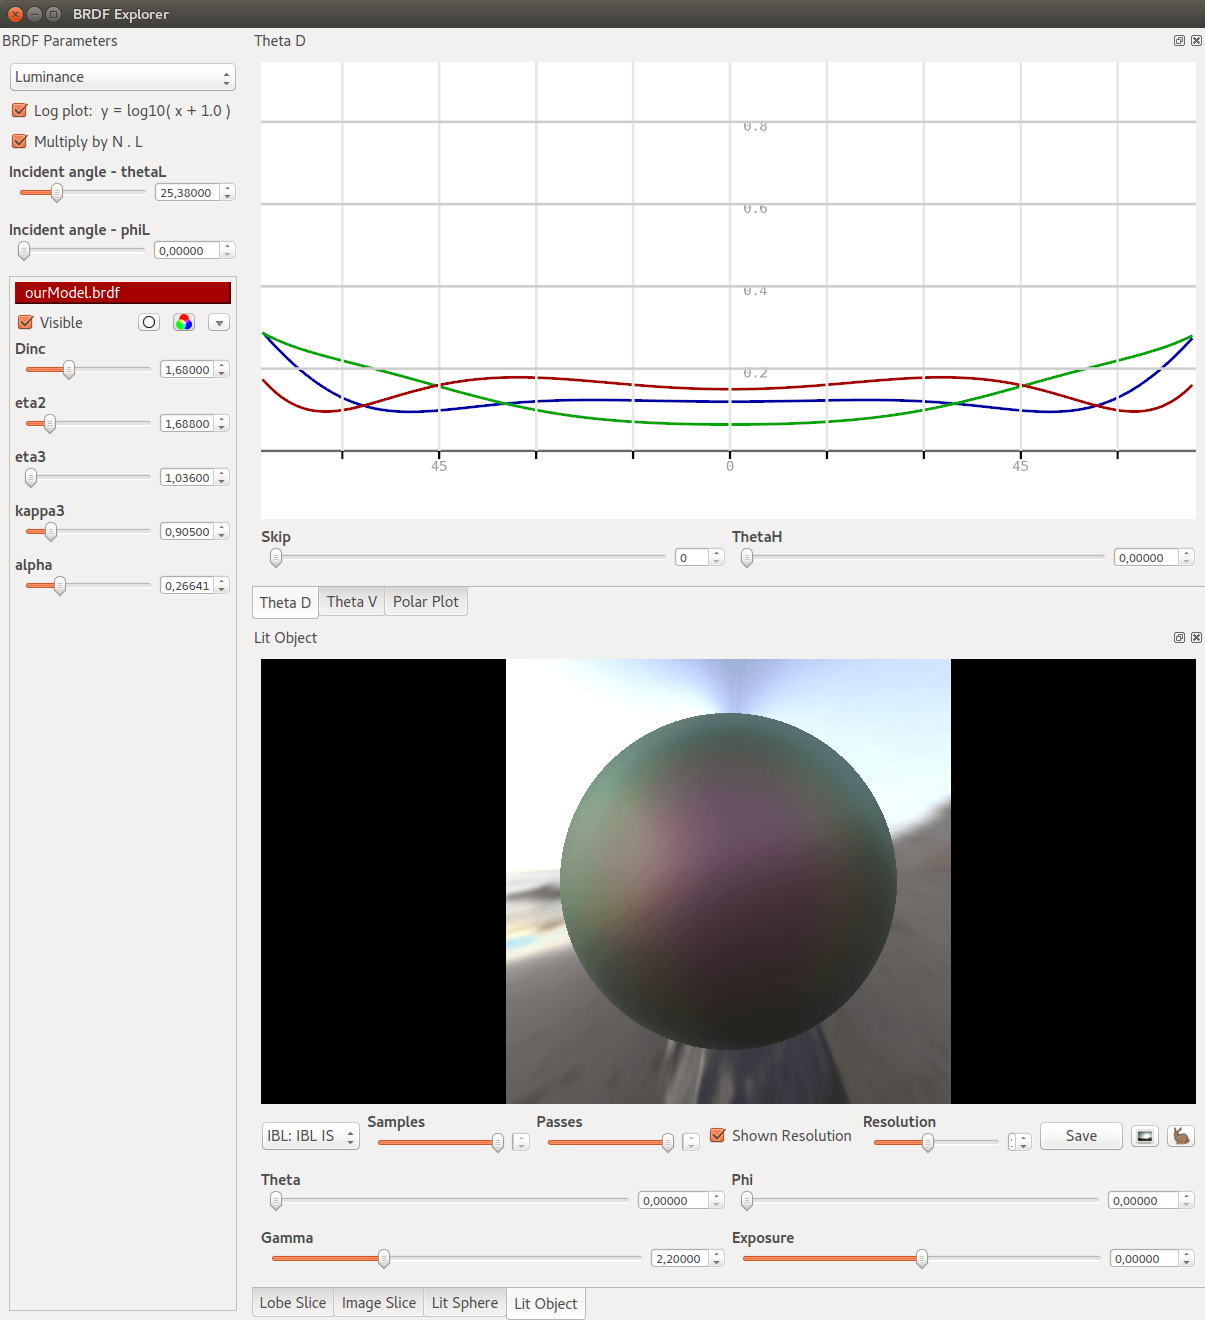 BRDF Explorer
BRDF Parameters
Luminance
Log plot:  y = log10( x + 1.0 )
Multiply by N . L
Incident angle - thetaL
25,38000
Incident angle - phiL
0,00000
ourModel.brdf
Visible
Dinc
1,68000
eta2
1,68800
eta3
1,03600
kappa3
0,90500
alpha
0,26641
Theta D
0.8
0.6
0.4
0.2
45 0 45
Skip ThetaH
0 0,00000
Theta D Theta V Polar Plot
Lit Object
IBL: IBL IS Samples Passes Shown Resolution Resolution Save
Theta Phi
0,00000 0,00000
Gamma Exposure
2,20000 0,00000
Lobe Slice Image Slice Lit Sphere Lit Object